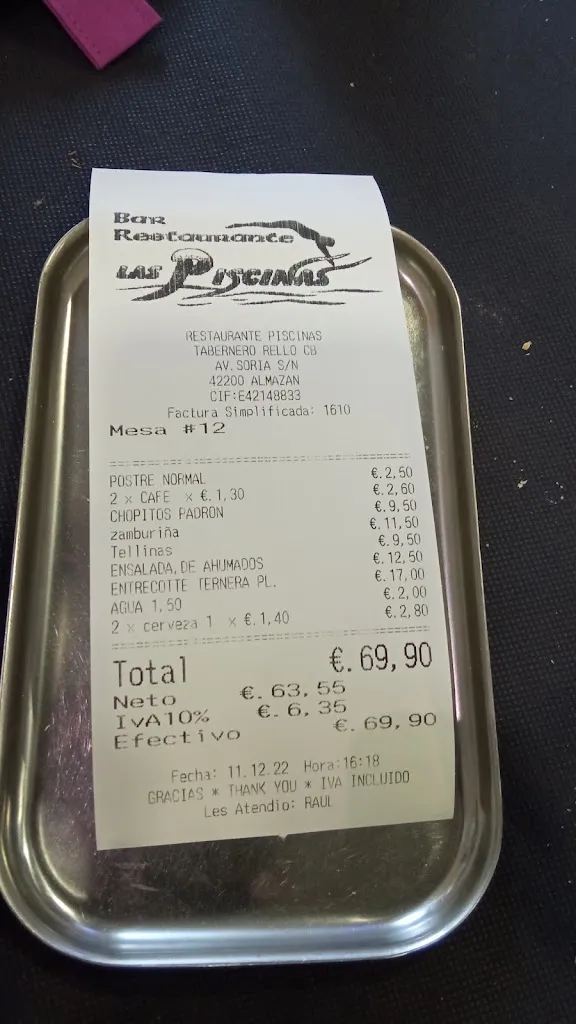 Bar
Restaurante
LAS PISCINAS
RESTAURANTE PISCINAS
TABERNERO RELLO CB
AV.SORIA S/N
42200 ALMAZAN
CIF:E42148833
Factura Simplificada: 1610
Mesa #12
POSTRE NORMAL €.2,50
2 x CAFE x €.1,30 €.2,60
CHOPITOS PADRÓN €.9,50
zamburiña €.11,50
Tellinas €.9,50
ENSALADA,DE AHUMADOS €.12,50
ENTRECOTTE TERNERA PL. €.17,00
AGUA 1,50 €.2,00
2 x cerveza 1 x €.1,40 €.2,80
Total €.69,90
Neto €.63,55
IVA10% €.6,35
Efectivo €.69,90
Fecha: 11.12.22 Hora:16:18
GRACIAS * THANK YOU * IVA INCLUIDO
Les Atendio: RAUL